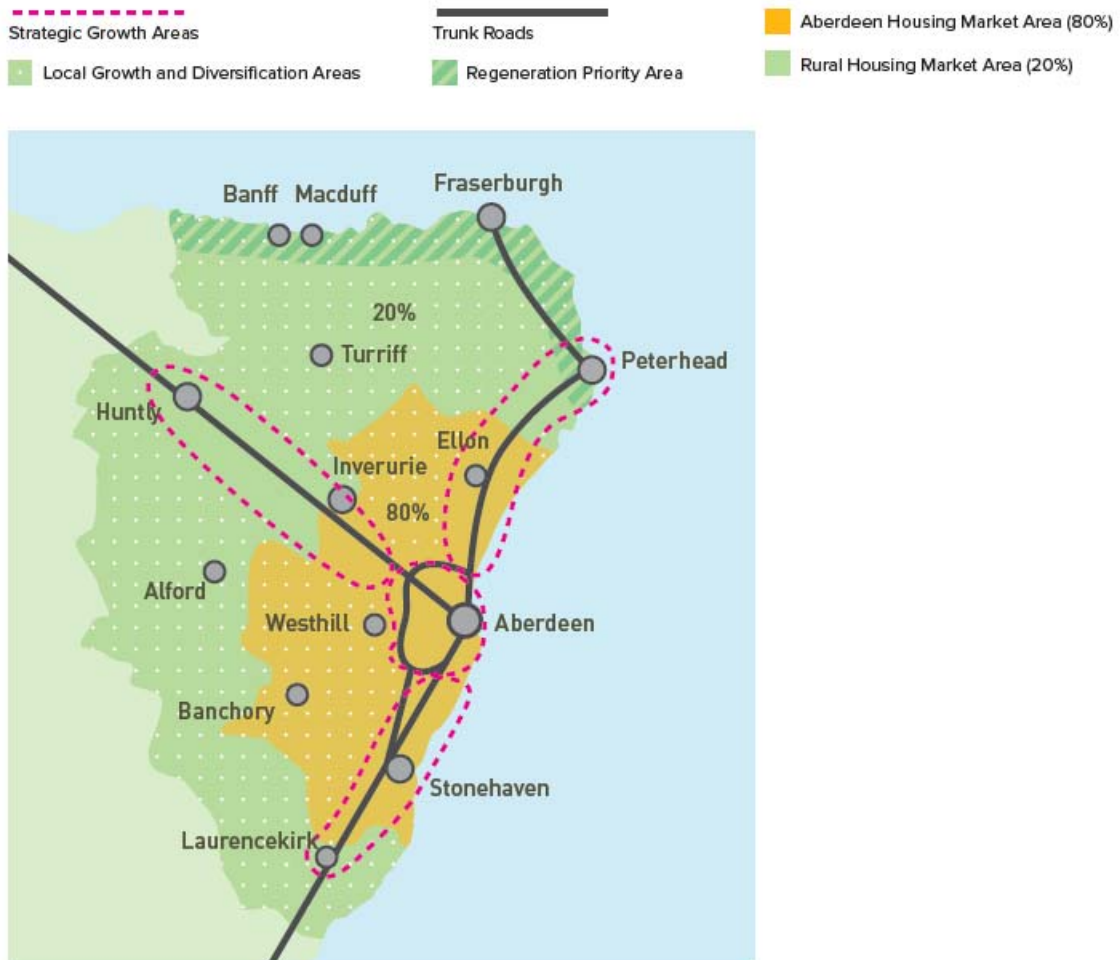 Strategic Growth Areas
Trunk Roads
Aberdeen Housing Market Area (80%)
Local Growth and Diversification Areas
Regeneration Priority Area
Rural Housing Market Area (20%)
Fraserburgh
Banff
Macduff
20%
Turriff
Peterhead
Huntly
Ellon
Inverurie
80%
Alford
Westhill
Aberdeen
Banchory
Stonehaven
Laurencekirk